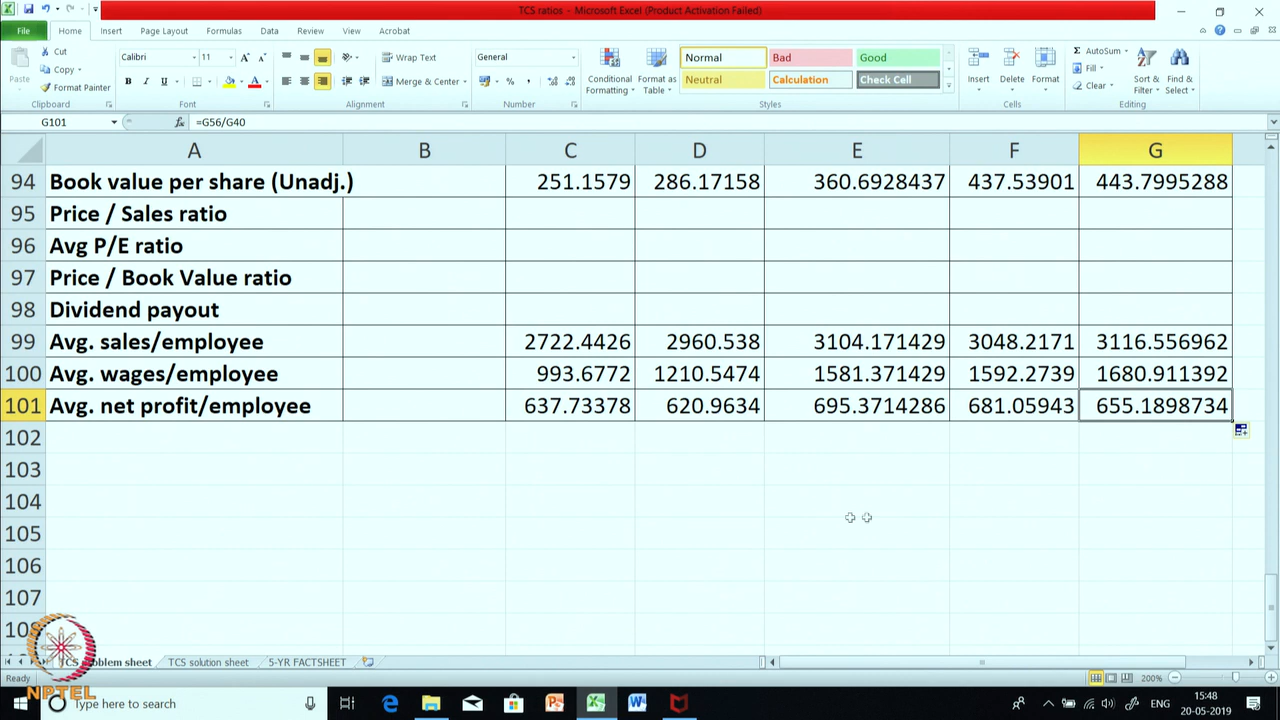 TCS ratios - Microsoft Excel (Product Activation Failed)
File Home Insert Page Layout Formulas Data Review View Acrobat
Paste Cut Copy Format Painter Clipboard
Calibri 11 A A B I U A Font
Wrap Text Merge & Center Alignment
General % , Number
Conditional Formatting Format as Table Normal Bad Good Neutral Calculation Check Cell Styles
Insert Delete Format Cells
Σ AutoSum Fill Clear Sort & Filter Find & Select Editing
G101 fx =G56/G40
A B C D E F G
94 Book value per share (Unadj.) 251.1579 286.17158 360.6928437 437.53901 443.7995288
95 Price / Sales ratio
96 Avg P/E ratio
97 Price / Book Value ratio
98 Dividend payout
99 Avg. sales/employee 2722.4426 2960.538 3104.171429 3048.2171 3116.556962
100 Avg. wages/employee 993.6772 1210.5474 1581.371429 1592.2739 1680.911392
101 Avg. net profit/employee 637.73378 620.9634 695.3714286 681.05943 655.1898734
102
103
104
105
106
107
TCS solution sheet 5-YR FACTSHEET
Ready 200%
NPTEL
Type here to search ENG 15:48 20-05-2019